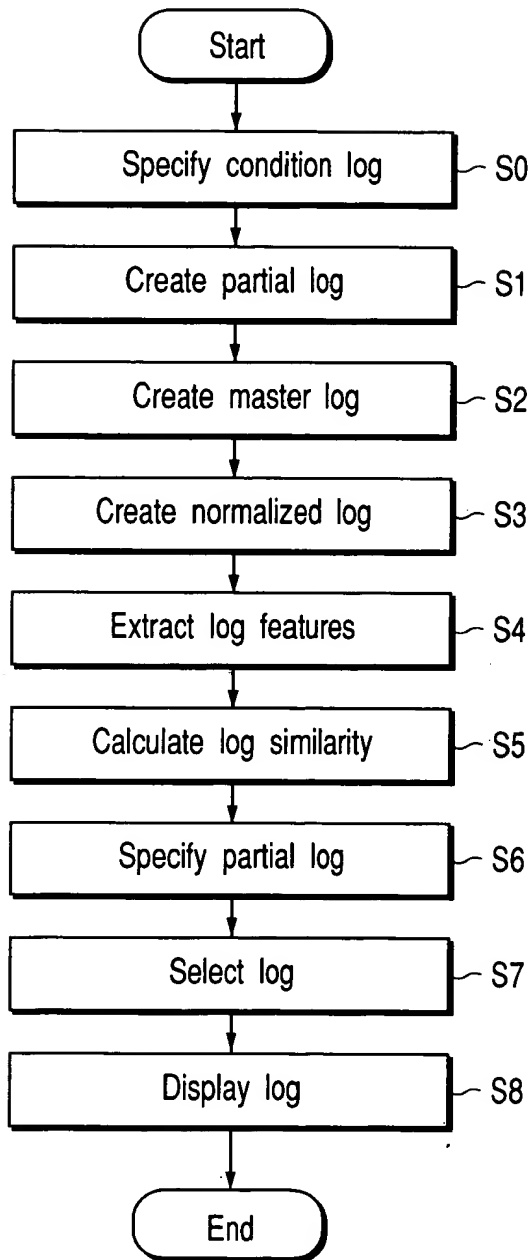 Start
Specify condition log S0
Create partial log S1
Create master log S2
Create normalized log S3
Extract log features S4
Calculate log similarity S5
Specify partial log S6
Select log S7
Display log S8
End